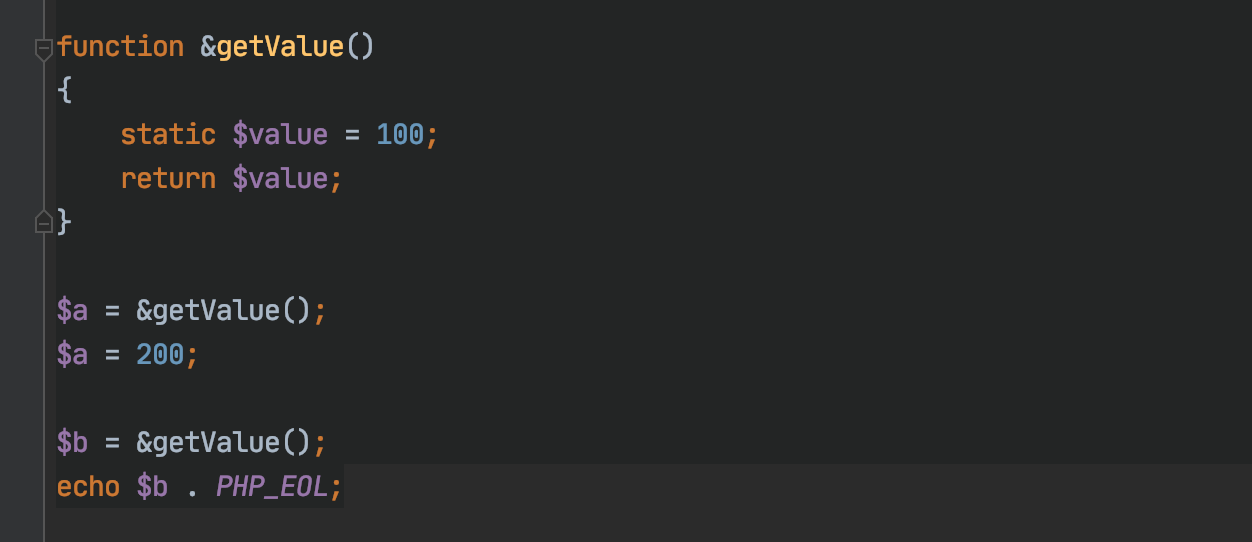 function &getValue()
{
    static $value = 100;
    return $value;
}
$a = &getValue();
$a = 200;
$b = &getValue();
echo $b . PHP_EOL;